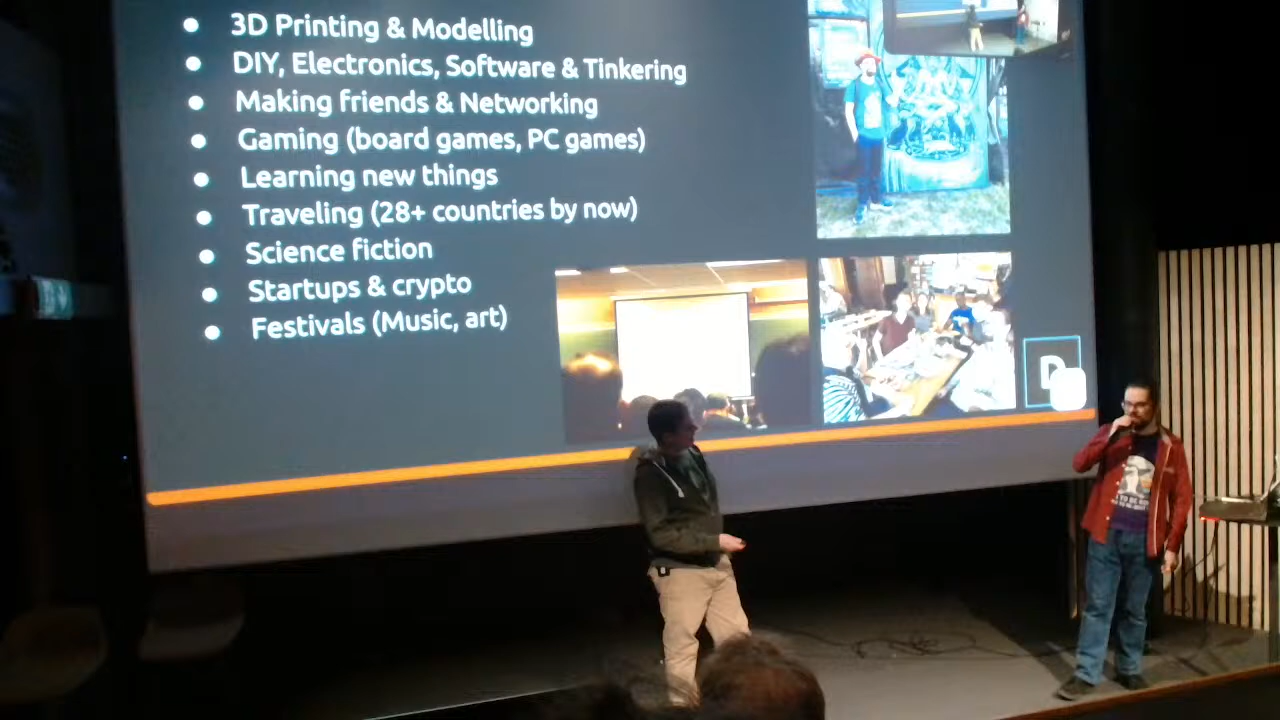 3D Printing & Modelling
DIY, Electronics, Software & Tinkering
Making friends & Networking
Gaming (board games, PC games)
Learning new things
Traveling (28+ countries by now)
Science fiction
Startups & crypto
Festivals (Music, art)
D